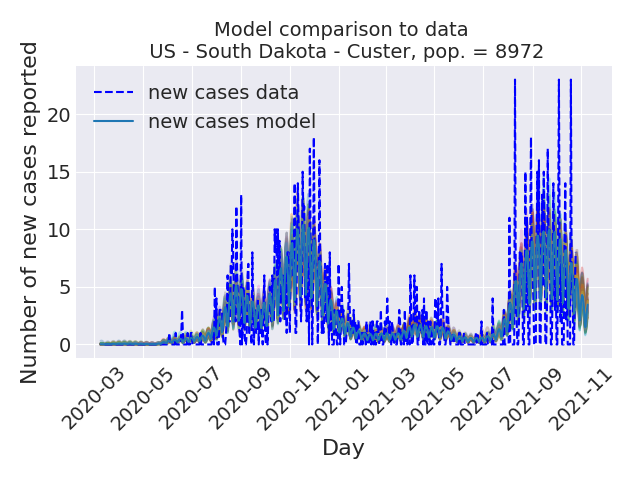 Model comparison to data
US - South Dakota - Custer, pop. = 8972
Number of new cases reported
new cases data
new cases model
20
15
10
5
0
2020-03
2020-05
2020-07
2020-09
2020-11
2021-01
2021-03
2021-05
2021-07
2021-09
2021-11
Day